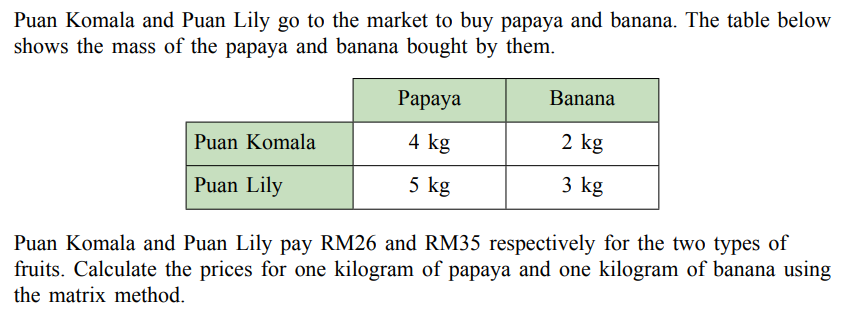 Puan Komala and Puan Lily go to the market to buy papaya and banana. The table below
shows the mass of the papaya and banana bought by them.
Papaya Banana
Puan Komala 4 kg 2 kg
Puan Lily 5 kg 3 kg
Puan Komala and Puan Lily pay RM26 and RM35 respectively for the two types of
fruits. Calculate the prices for one kilogram of papaya and one kilogram of banana using
the matrix method.